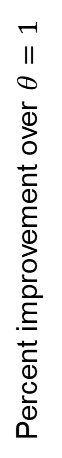 Percent improvement over θ = 1